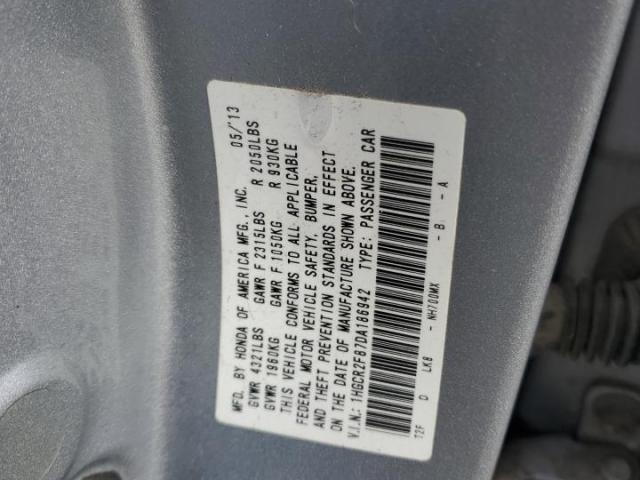 MFD. BY HONDA OF AMERICA MFG., INC. 05/'13
GVWR 4321LBS GAWR F 2315LBS R 2050LBS
GVWR 1960KG GAWR F 1050KG R 930KG
THIS VEHICLE CONFORMS TO ALL APPLICABLE
FEDERAL MOTOR VEHICLE SAFETY, BUMPER,
AND THEFT PREVENTION STANDARDS IN EFFECT
ON THE DATE OF MANUFACTURE SHOWN ABOVE.
V.I.N.: 1HGCR2F87DA186942 TYPE: PASSENGER CAR
T2F D LKB - NH700MX - B - A